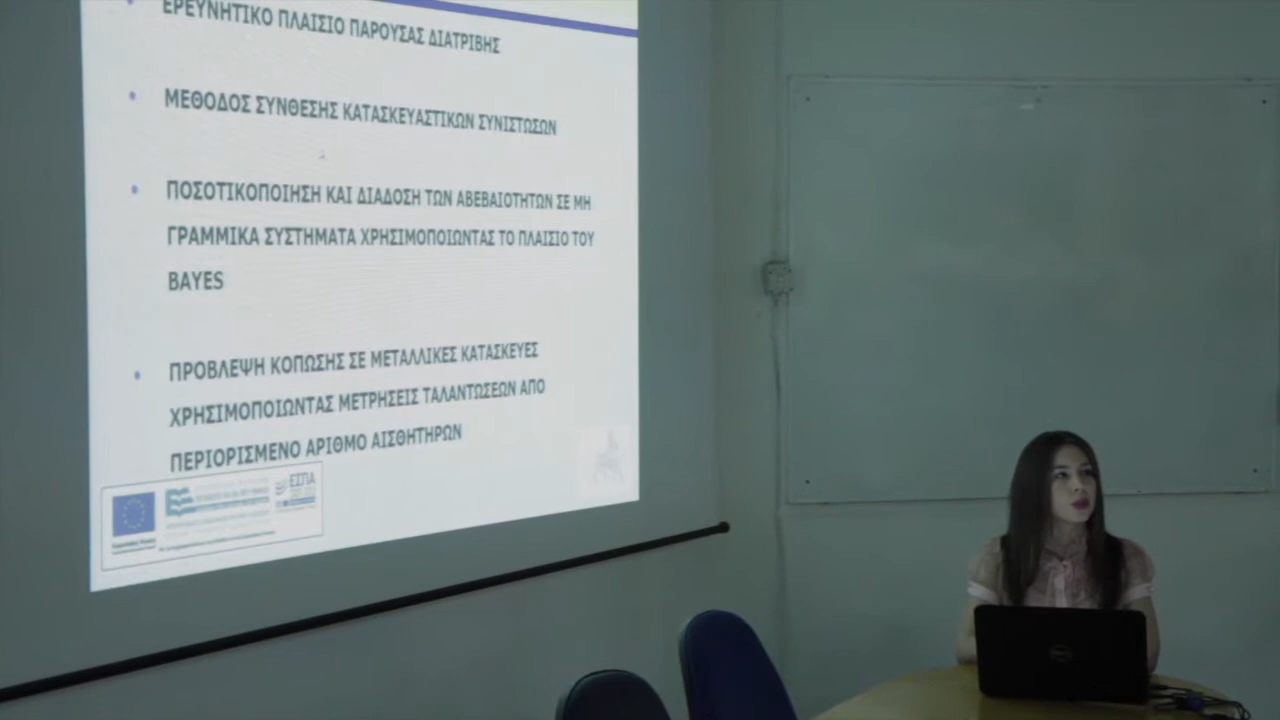 ΕΡΕΥΝΗΤΙΚΟ ΠΛΑΙΣΙΟ ΠΑΡΟΥΣΑΣ ΔΙΑΤΡΙΒΗΣ
ΜΕΘΟΔΟΣ ΣΥΝΘΕΣΗΣ ΚΑΤΑΣΚΕΥΑΣΤΙΚΩΝ ΣΥΝΙΣΤΩΣΩΝ
ΠΟΣΟΤΙΚΟΠΟΙΗΣΗ ΚΑΙ ΔΙΑΔΟΣΗ ΤΩΝ ΑΒΕΒΑΙΟΤΗΤΩΝ ΣΕ ΜΗ
ΓΡΑΜΜΙΚΑ ΣΥΣΤΗΜΑΤΑ ΧΡΗΣΙΜΟΠΟΙΩΝΤΑΣ ΤΟ ΠΛΑΙΣΙΟ ΤΟΥ
BAYES
ΠΡΟΒΛΕΨΗ ΚΟΠΩΣΗΣ ΣΕ ΜΕΤΑΛΛΙΚΕΣ ΚΑΤΑΣΚΕΥΕΣ
ΧΡΗΣΙΜΟΠΟΙΩΝΤΑΣ ΜΕΤΡΗΣΕΙΣ ΤΑΛΑΝΤΩΣΕΩΝ ΑΠΟ
ΠΕΡΙΟΡΙΣΜΕΝΟ ΑΡΙΘΜΟ ΑΙΣΘΗΤΗΡΩΝ
ΕΣΠΑ